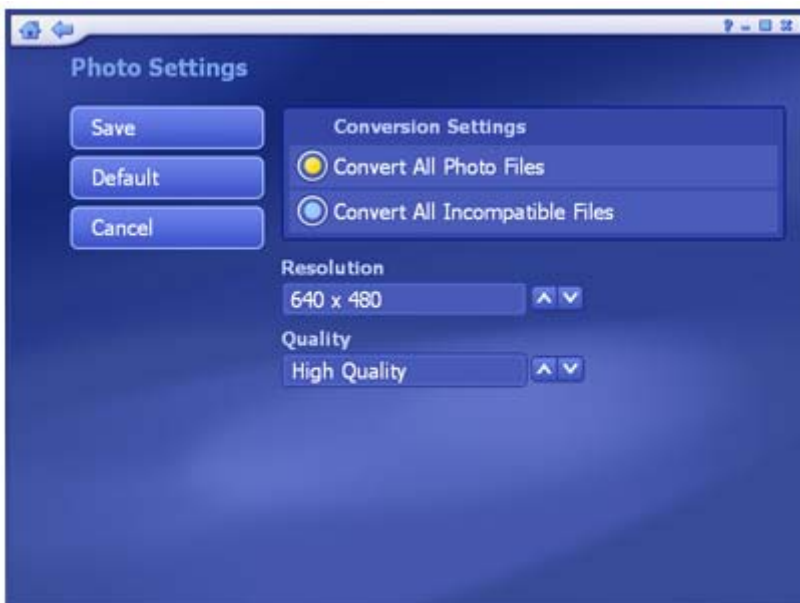 ?
Photo Settings
Save
Default
Cancel
Conversion Settings
Convert All Photo Files
Convert All Incompatible Files
Resolution
640 x 480
Quality
High Quality